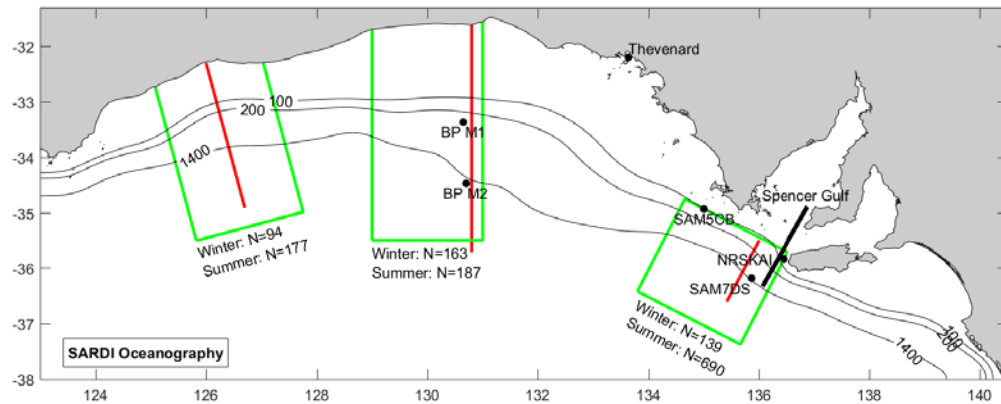 -32
-33
-34
-35
-36
-37
-38
124
126
128
130
132
134
136
138
140
Thevenard
100
200
1400
BP M1
BP M2
Spencer Gulf
SAM5CB
NRSKAI
SAM7DS
Winter: N=94
Summer: N=177
Winter: N=163
Summer: N=187
Winter: N=139
Summer: N=690
100
200
1400
SARDI Oceanography